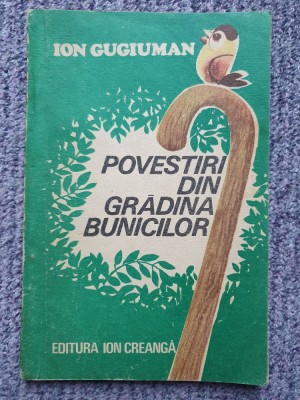 ION GUGIUMAN
POVESTIRI
DIN
GRĂDINA
BUNICILOR
EDITURA ION CREANGĂ